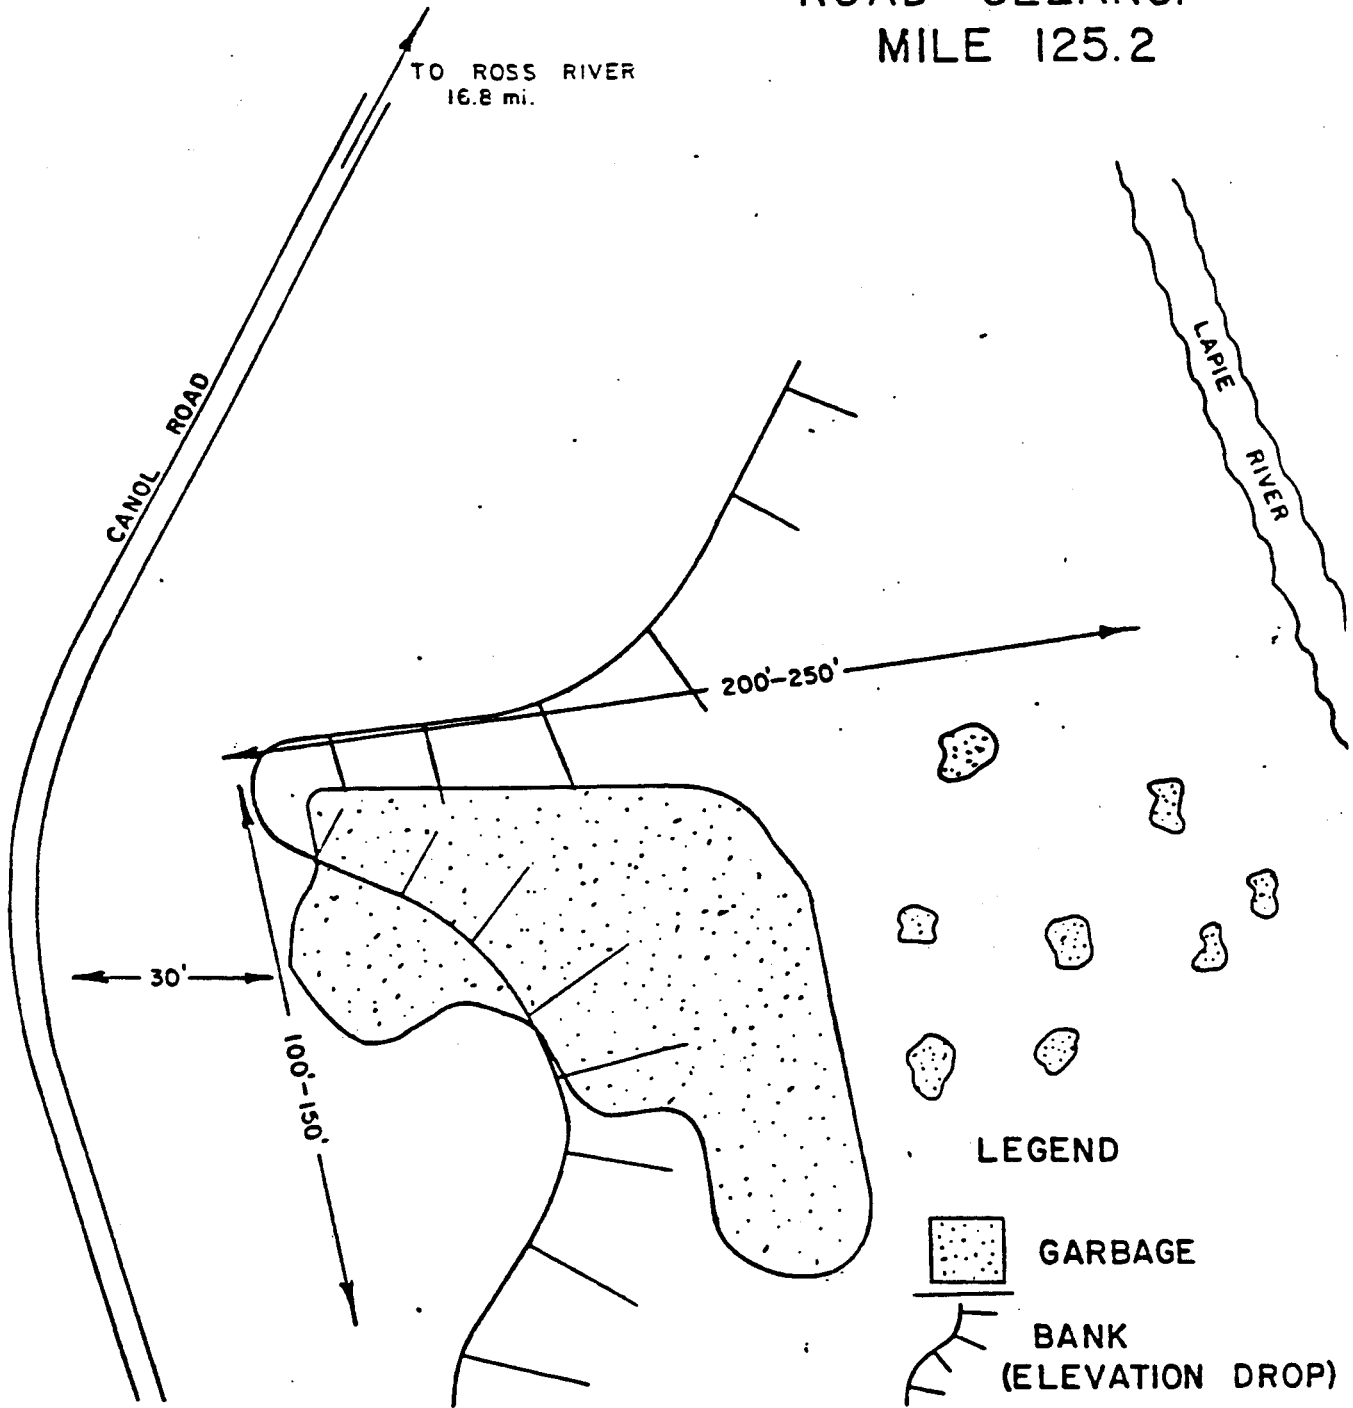 MILE 125.2
TO ROSS RIVER
16.8 mi.
CANOL ROAD
LAPIE RIVER
200'-250'
30'
100'-150'
LEGEND
GARBAGE
BANK
(ELEVATION DROP)